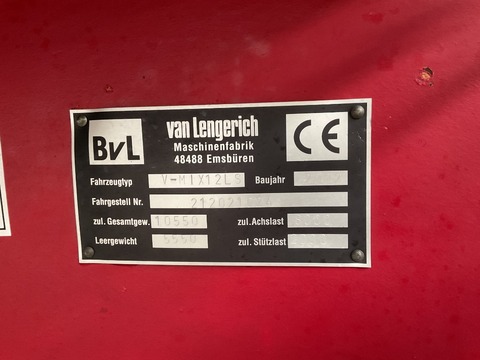 BvL
van Lengerich
Maschinenfabrik
48488 Emsbüren
CE
Fahrzeugtyp V-MIX12LS Baujahr
Fahrgestell Nr.
zul. Gesamtgew. 10550 zul. Achslast
Leergewicht 5550 zul. Stützlast